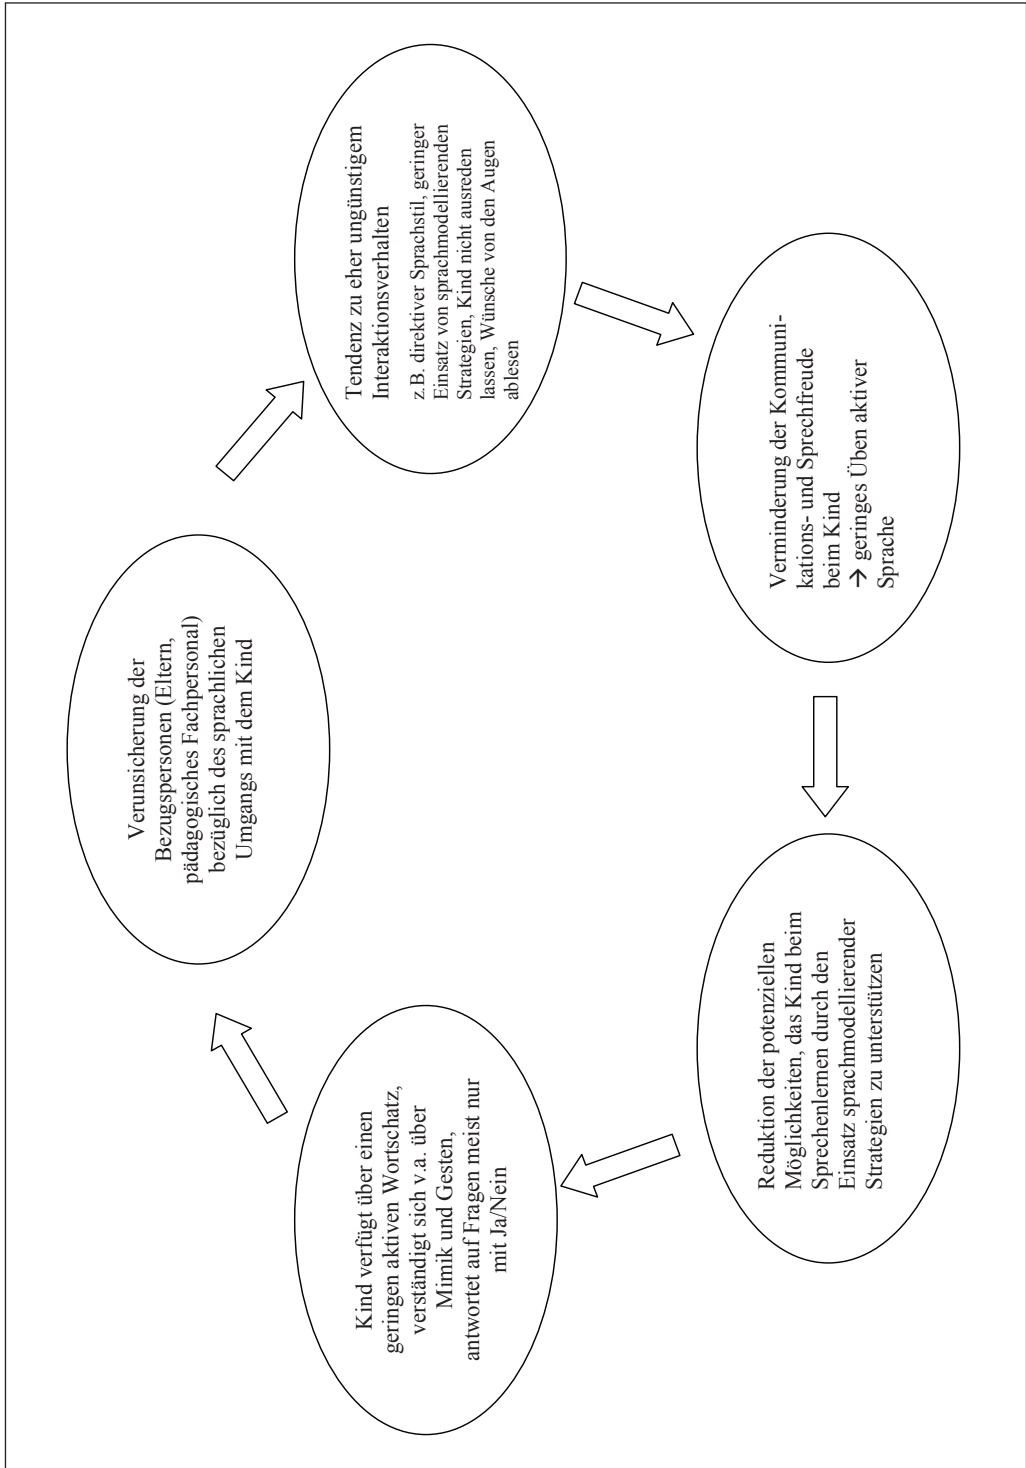 Verunsicherung der
Bezugspersonen (Eltern,
pädagogisches Fachpersonal)
bezüglich des sprachlichen
Umgangs mit dem Kind
Tendenz zu eher ungünstigem
Interaktionsverhalten
z.B. direktiver Sprachstil, geringer
Einsatz von sprachmodellierenden
Strategien, Kind nicht ausreden
lassen, Wünsche von den Augen
ablesen
Verminderung der Kommuni-
kations- und Sprechfreude
beim Kind
→ geringes Üben aktiver
Sprache
Reduktion der potenziellen
Möglichkeiten, das Kind beim
Sprechenlernen durch den
Einsatz sprachmodellierender
Strategien zu unterstützen
Kind verfügt über einen
geringen aktiven Wortschatz,
verständigt sich v.a. über
Mimik und Gesten,
antwortet auf Fragen meist nur
mit Ja/Nein